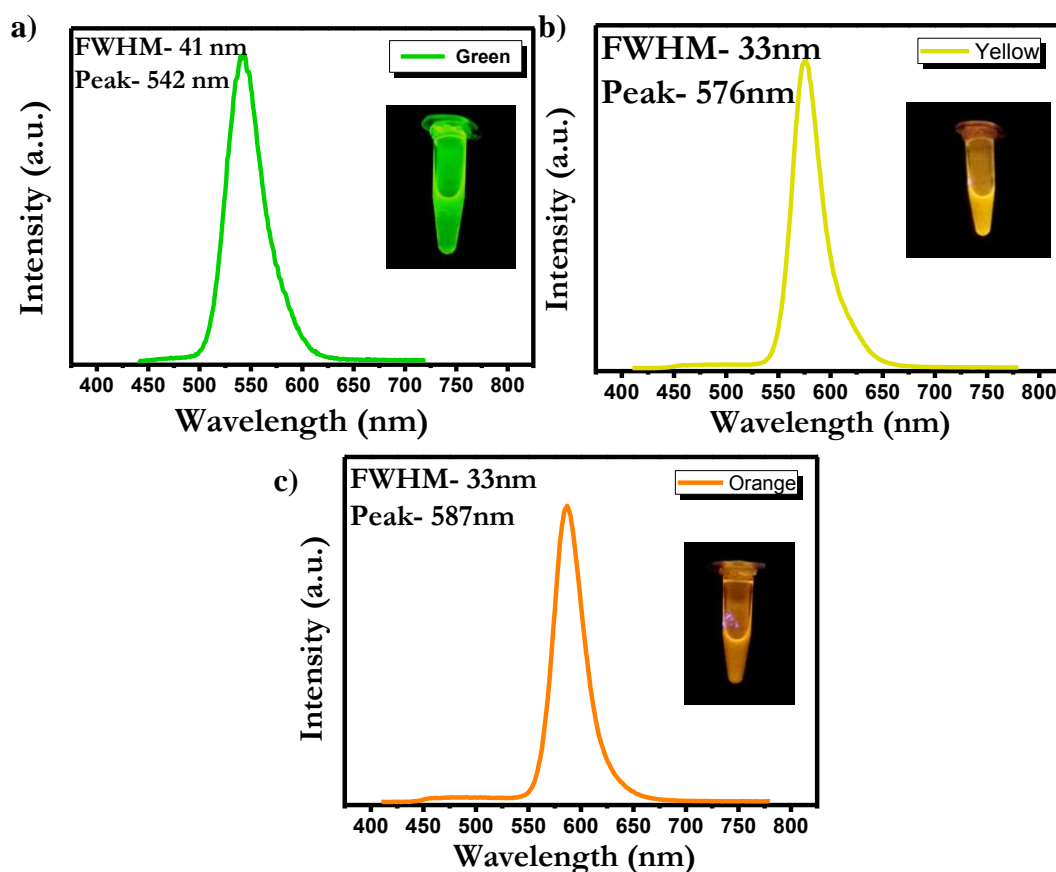 a)
FWHM- 41 nm
Peak- 542 nm
Green
Intensity (a.u.)
400 450 500 550 600 650 700 750 800
Wavelength (nm)
b)
FWHM- 33nm
Peak- 576nm
Yellow
Intensity (a.u.)
400 450 500 550 600 650 700 750 800
Wavelength (nm)
c)
FWHM- 33nm
Peak- 587nm
Orange
Intensity (a.u.)
400 450 500 550 600 650 700 750 800
Wavelength (nm)